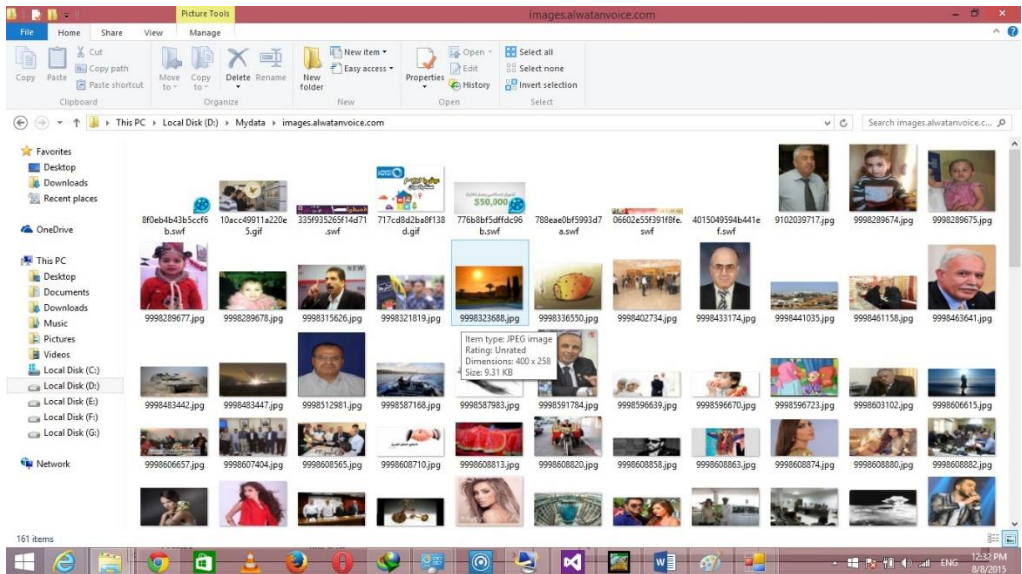 Picture Tools
images.alwatanvoice.com
File Home Share View Manage
Copy
Paste
Cut
Copy path
Paste shortcut
Move to
Copy to
Delete
Rename
New folder
New item
Easy access
Properties
Open
Edit
History
Select all
Select none
Invert selection
Clipboard Organize New Open Select
This PC Local Disk (D:) Mydata images.alwatanvoice.com
Search images.alwatanvoice.c...
Favorites
Desktop
Downloads
Recent places
OneDrive
This PC
Desktop
Documents
Downloads
Music
Pictures
Videos
Local Disk (C:)
Local Disk (D:)
Local Disk (E:)
Local Disk (F:)
Local Disk (G:)
Network
$50,000
8f0eb4b43b5ccf6b.swf 10acc49911a220e5.gif 335f935265f14d71.swf 717cd8d2ba8f138d.gif 776b8bf5dffdc96b.swf 788eae0bf5993d7a.swf 06602e55f391f8fe.swf 4015049594b441ef.swf 9102039717.jpg 9998289674.jpg 9998289675.jpg
9998289677.jpg 9998289678.jpg 9998315626.jpg 9998321819.jpg 9998323688.jpg 9998336550.jpg 9998402734.jpg 9998433174.jpg 9998441035.jpg 9998461158.jpg 9998463641.jpg
Item type: JPEG image
Rating: Unrated
Dimensions: 400 x 258
Size: 9.31 KB
9998483442.jpg 9998483447.jpg 9998512981.jpg 9998587168.jpg 9998587983.jpg 9998591784.jpg 9998596639.jpg 9998596670.jpg 9998596723.jpg 9998603102.jpg 9998606615.jpg
9998606657.jpg 9998607404.jpg 9998608565.jpg 9998608710.jpg 9998608813.jpg 9998608820.jpg 9998608858.jpg 9998608863.jpg 9998608874.jpg 9998608880.jpg 9998608882.jpg
161 items
ENG
12:32 PM
8/8/2015